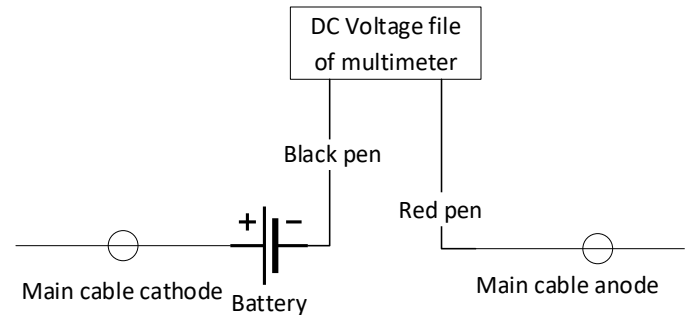 DC Voltage file
of multimeter
Black pen
Red pen
+ −
Main cable cathode
Battery
Main cable anode